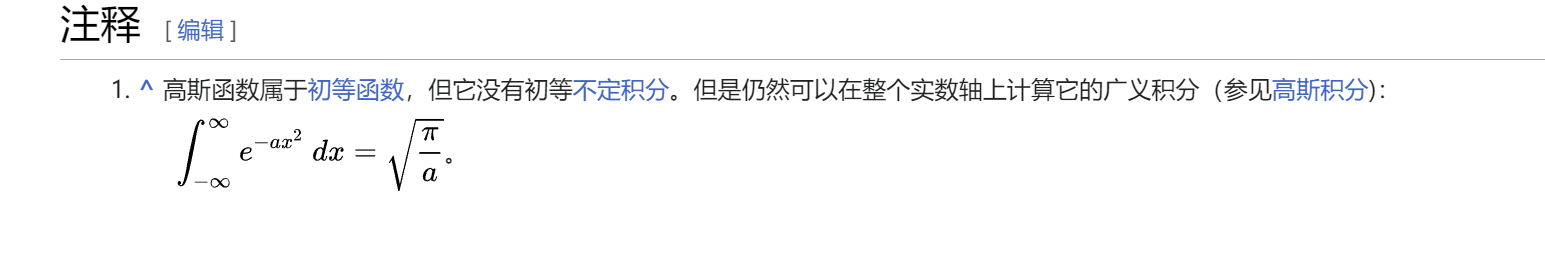 注释 [ 编辑 ]
1. ^ 高斯函数属于初等函数，但它没有初等不定积分。但是仍然可以在整个实数轴上计算它的广义积分（参见高斯积分)：
\int_{-\infty}^{\infty} e^{-ax^2} \, dx = \sqrt{\frac{\pi}{a}}。